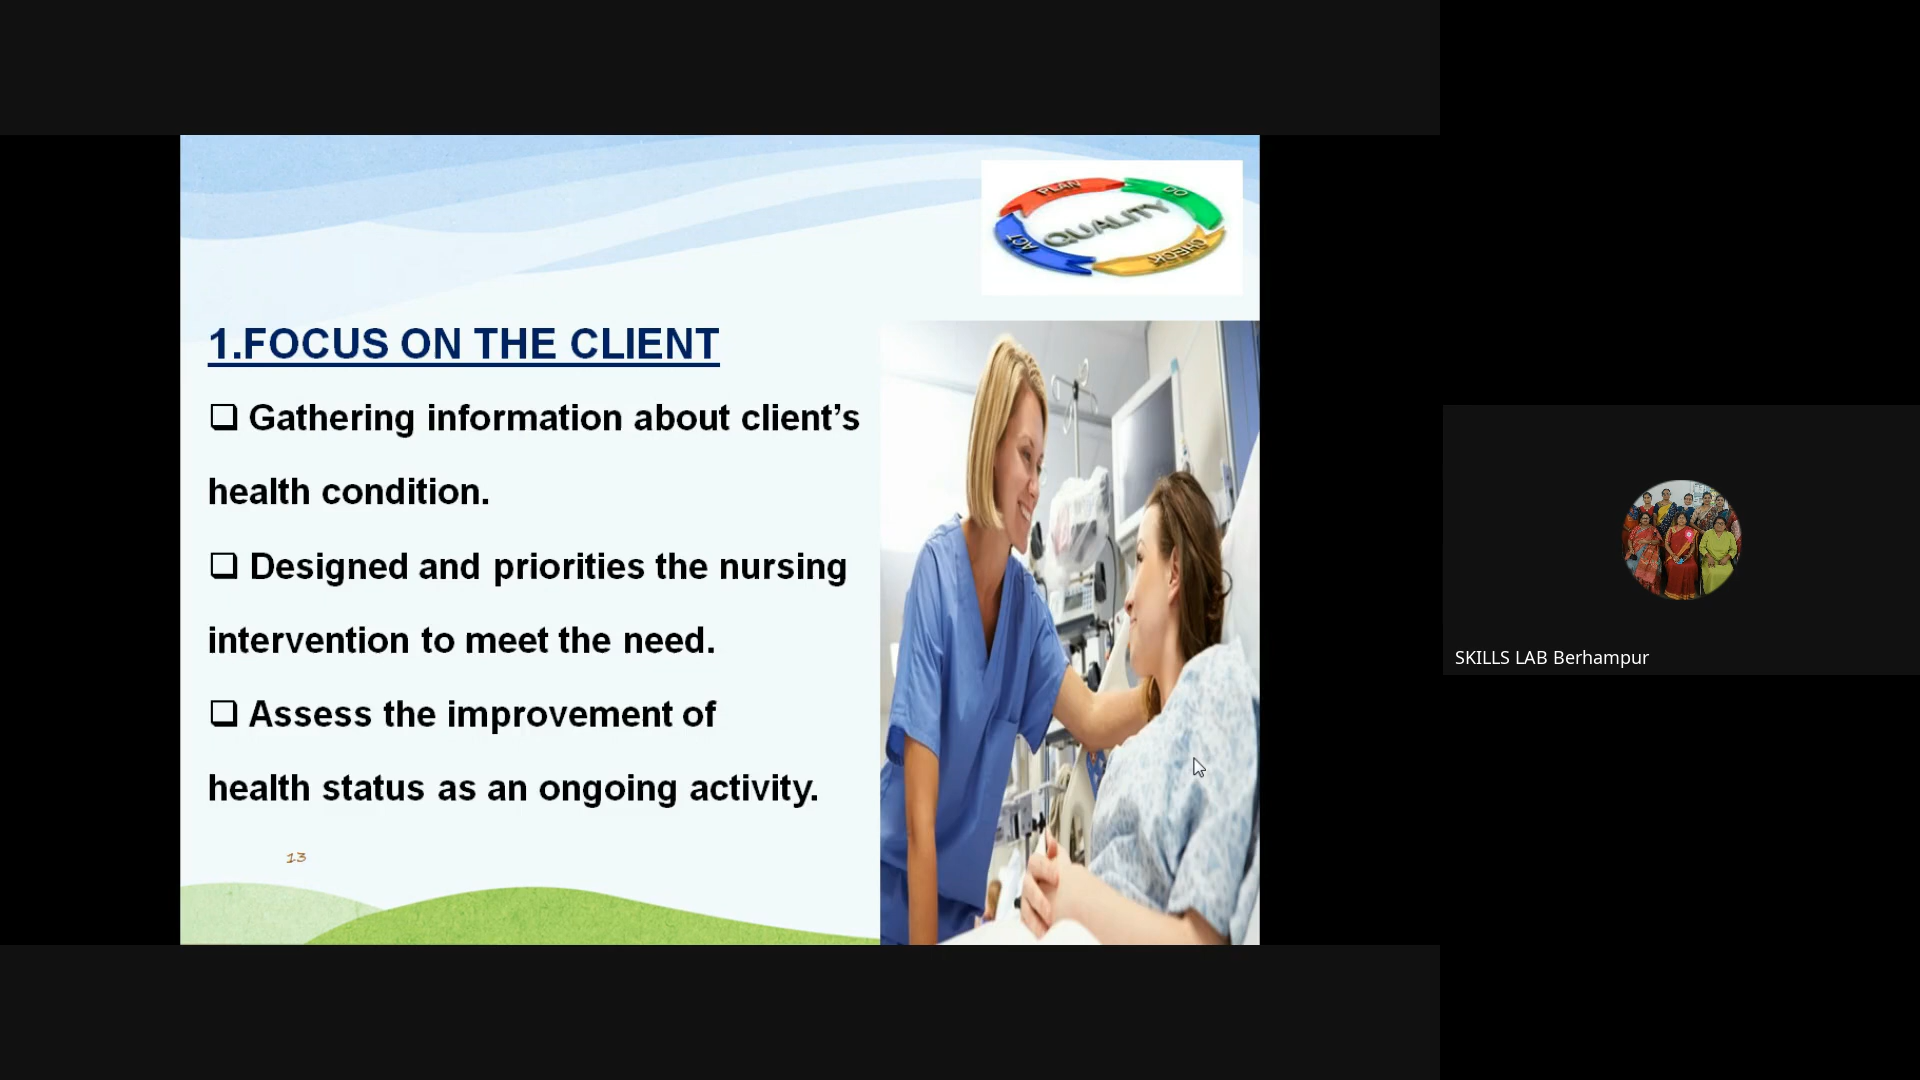 PLAN
DO
QUALITY
ACT
CHECK
1.FOCUS ON THE CLIENT
❑ Gathering information about client’s
health condition.
❑ Designed and priorities the nursing
intervention to meet the need.
❑ Assess the improvement of
health status as an ongoing activity.
13
SKILLS LAB Berhampur